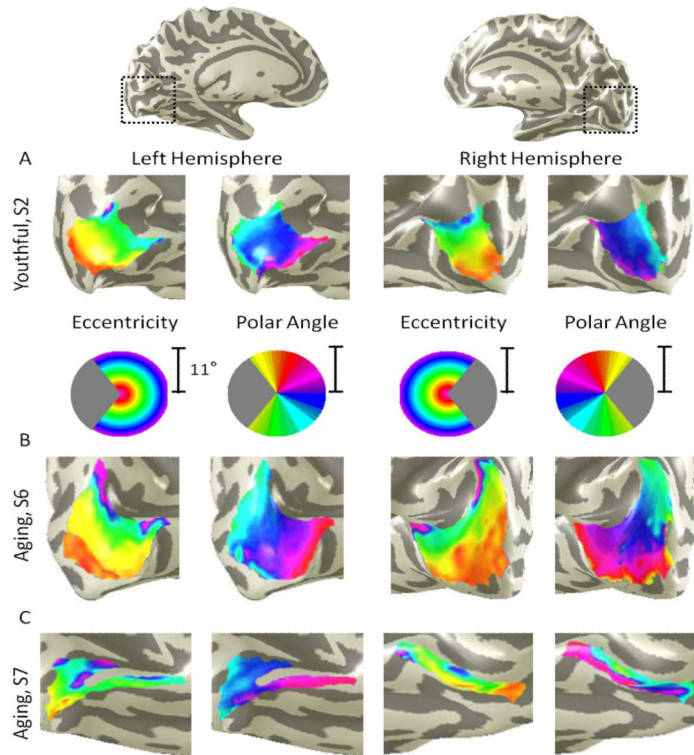 A
Left Hemisphere
Right Hemisphere
Youthful, S2
Eccentricity
Polar Angle
Eccentricity
Polar Angle
11°
B
Aging, S6
C
Aging, S7